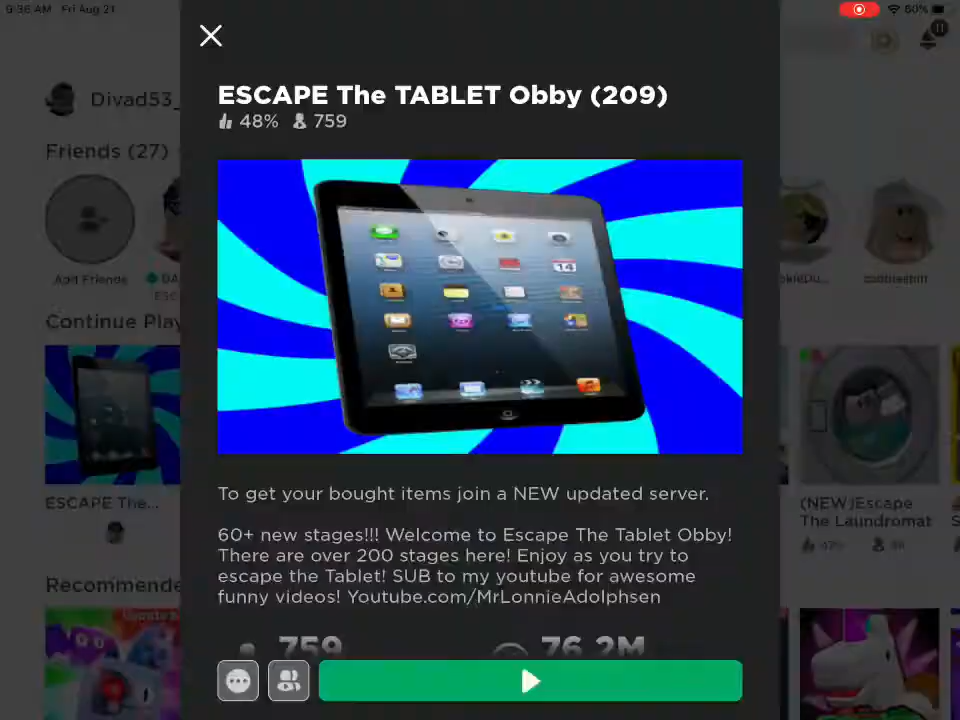 9:36 AM Fri Aug 21
60%
ESCAPE The TABLET Obby (209)
48% 759
Divad53_
Friends (27)
14
Add Friends
Continue Play
ESCAPE The...
(NEW)Escape
The Laundromat
To get your bought items join a NEW updated server.
60+ new stages!!! Welcome to Escape The Tablet Obby!
There are over 200 stages here! Enjoy as you try to
escape the Tablet! SUB to my youtube for awesome
funny videos! Youtube.com/MrLonnieAdolphsen
Recommende
759 76.2M